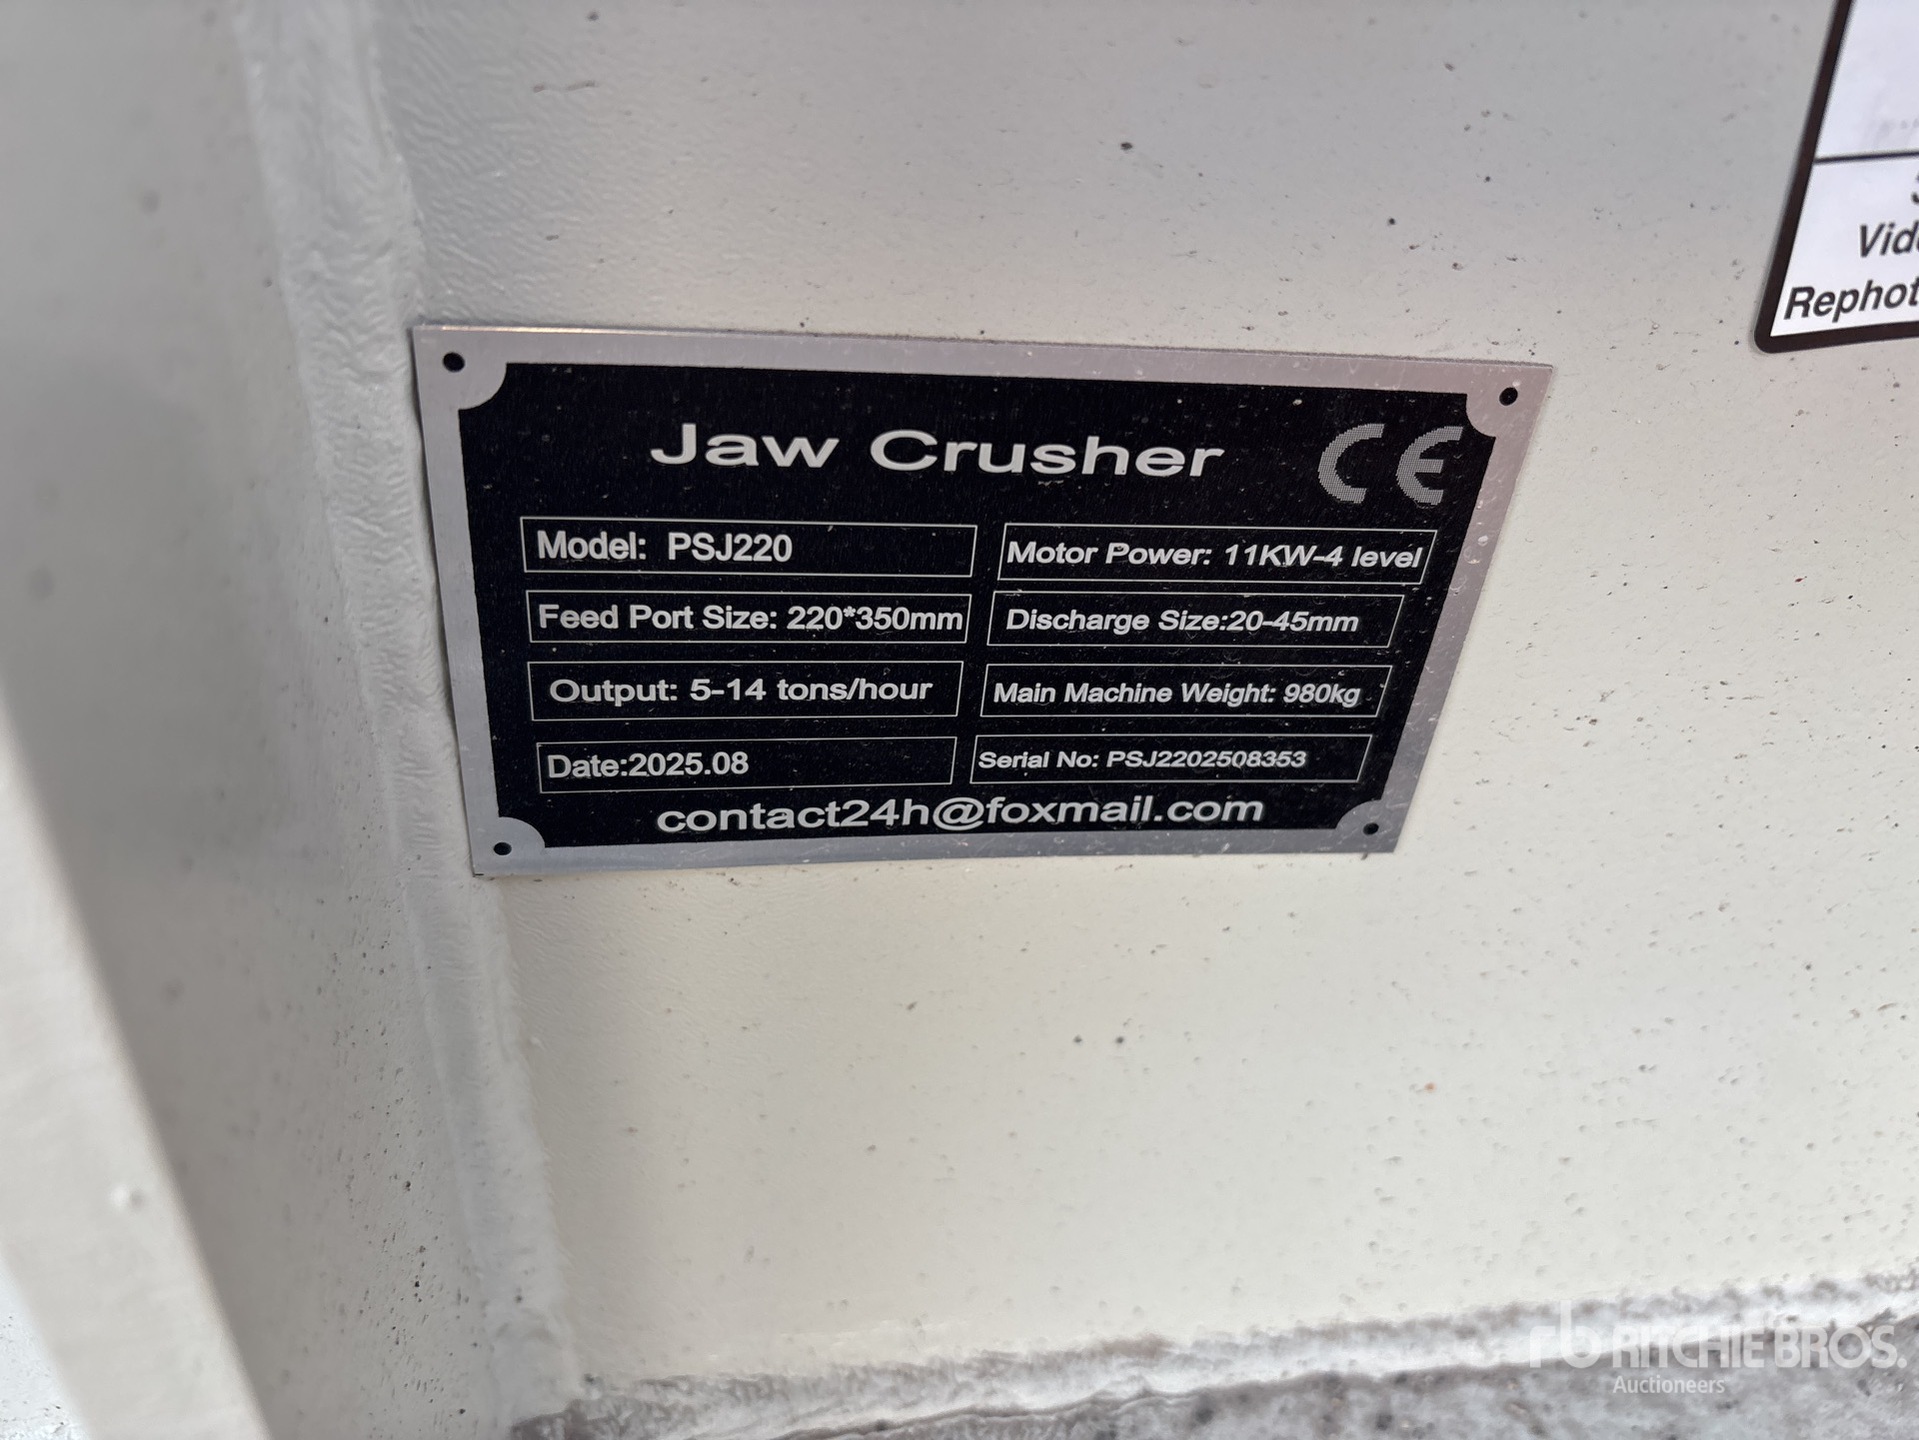 Jaw Crusher CE
Model: PSJ220
Motor Power: 11KW-4 level
Feed Port Size: 220*350mm
Discharge Size:20-45mm
Output: 5-14 tons/hour
Main Machine Weight: 980kg
Date:2025.08
Serial No: PSJ2202508353
contact24h@foxmail.com
rb RITCHIE BROS.
Auctioneers